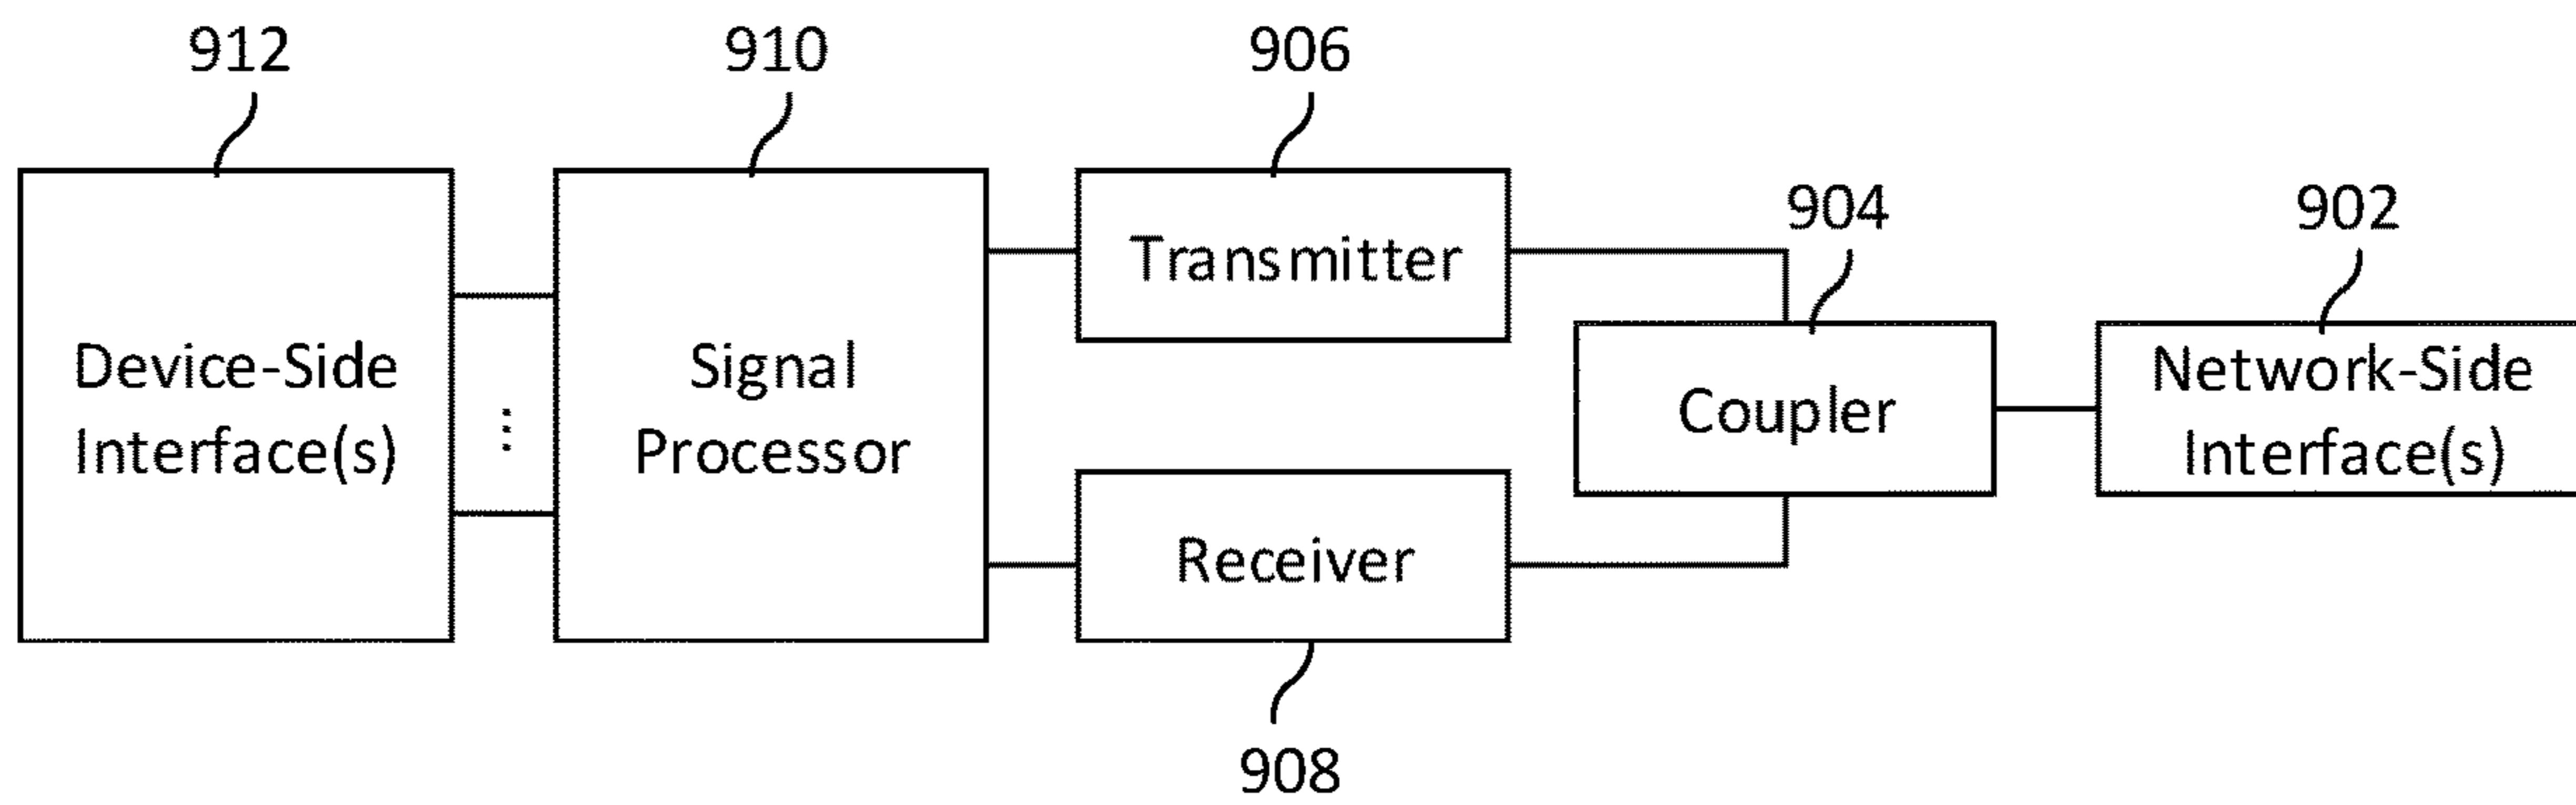 912
910
906
904
902
Device-Side
Interface(s)
...
Signal
Processor
Transmitter
Receiver
Coupler
Network-Side
Interface(s)
908